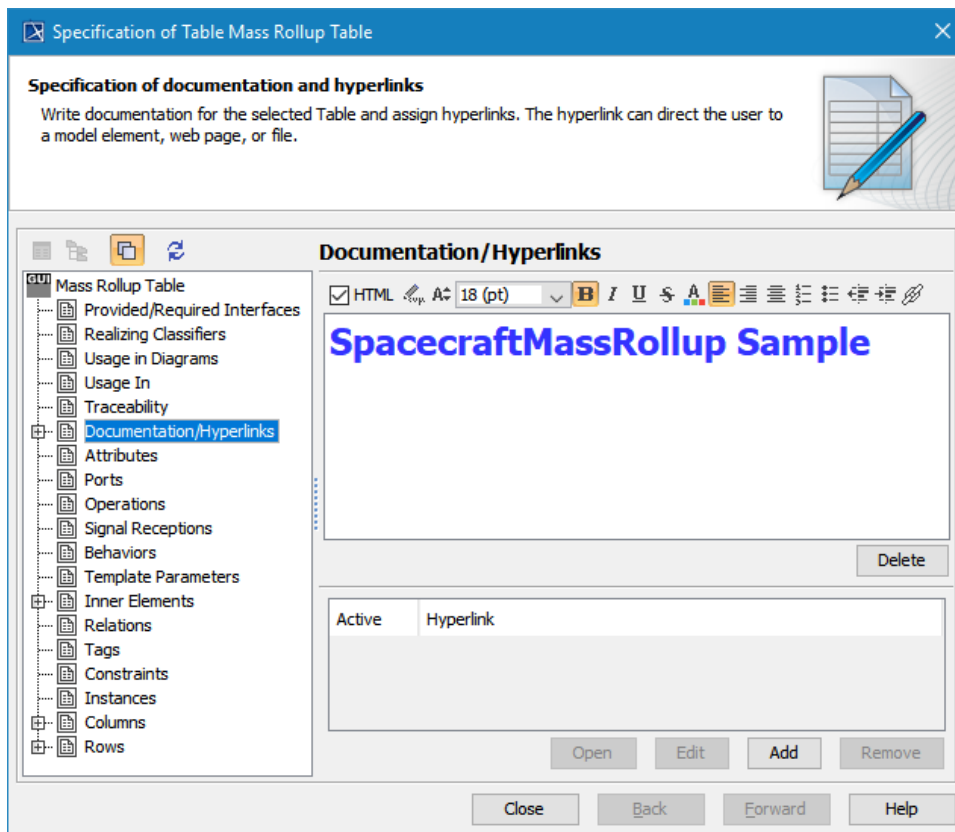 Specification of Table Mass Rollup Table
Specification of documentation and hyperlinks
Write documentation for the selected Table and assign hyperlinks. The hyperlink can direct the user to
a model element, web page, or file.
Documentation/Hyperlinks
GUI
Mass Rollup Table
Provided/Required Interfaces
Realizing Classifiers
Usage in Diagrams
Usage In
Traceability
Documentation/Hyperlinks
Attributes
Ports
Operations
Signal Receptions
Behaviors
Template Parameters
Inner Elements
Relations
Tags
Constraints
Instances
Columns
Rows
HTML A 18 (pt) B I U S A
SpacecraftMassRollup Sample
Delete
Active Hyperlink
Open Edit Add Remove
Close Back Forward Help